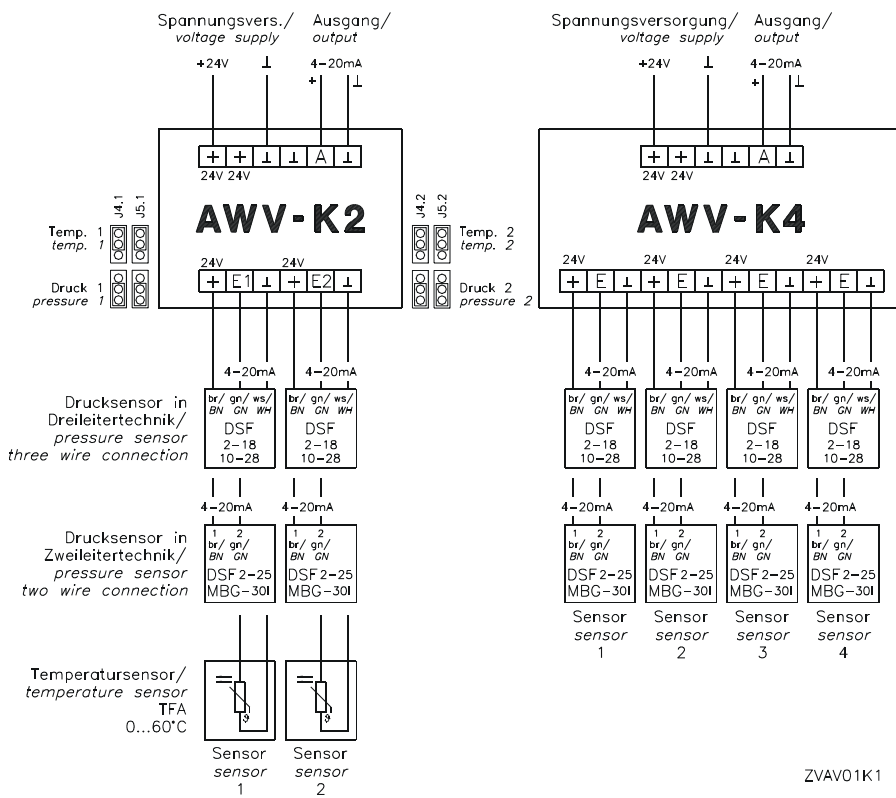 Spannungsvers./ Ausgang/
voltage supply output
+24V ⊥ 4-20mA
+ ⊥
+ + ⊥ ⊥ A ⊥
24V 24V
AWV-K2
J4.1 J5.1
Temp. 1
temp. 1
Druck 1
pressure 1
J4.2 J5.2
Temp. 2
temp. 2
Druck 2
pressure 2
24V 24V
+ E1 ⊥ + E2 ⊥
4-20mA 4-20mA
Drucksensor in
Dreileitertechnik/
pressure sensor
three wire connection
br/ gn/ ws/ br/ gn/ ws/
BN GN WH BN GN WH
DSF DSF
2-18 2-18
10-28 10-28
4-20mA 4-20mA
Drucksensor in
Zweileitertechnik/
pressure sensor
two wire connection
1 2 1 2
br/ gn/ br/ gn/
BN GN BN GN
DSF2-25 DSF2-25
MBG-30I MBG-30I
Temperatursensor/
temperature sensor
TFA
0...60°C
ϑ ϑ
Sensor Sensor
sensor sensor
1 2
Spannungsversorgung/ Ausgang/
voltage supply output
+24V ⊥ 4-20mA
+ ⊥
+ + ⊥ ⊥ A ⊥
24V 24V
AWV-K4
24V 24V 24V 24V
+ E ⊥ + E ⊥ + E ⊥ + E ⊥
4-20mA 4-20mA 4-20mA 4-20mA
br/ gn/ ws/ br/ gn/ ws/ br/ gn/ ws/ br/ gn/ ws/
BN GN WH BN GN WH BN GN WH BN GN WH
DSF DSF DSF DSF
2-18 2-18 2-18 2-18
10-28 10-28 10-28 10-28
4-20mA 4-20mA 4-20mA 4-20mA
1 2 1 2 1 2 1 2
br/ gn/ br/ gn/ br/ gn/ br/ gn/
BN GN BN GN BN GN BN GN
DSF2-25 DSF2-25 DSF2-25 DSF2-25
MBG-30I MBG-30I MBG-30I MBG-30I
Sensor Sensor Sensor Sensor
sensor sensor sensor sensor
1 2 3 4
ZVAV01K1